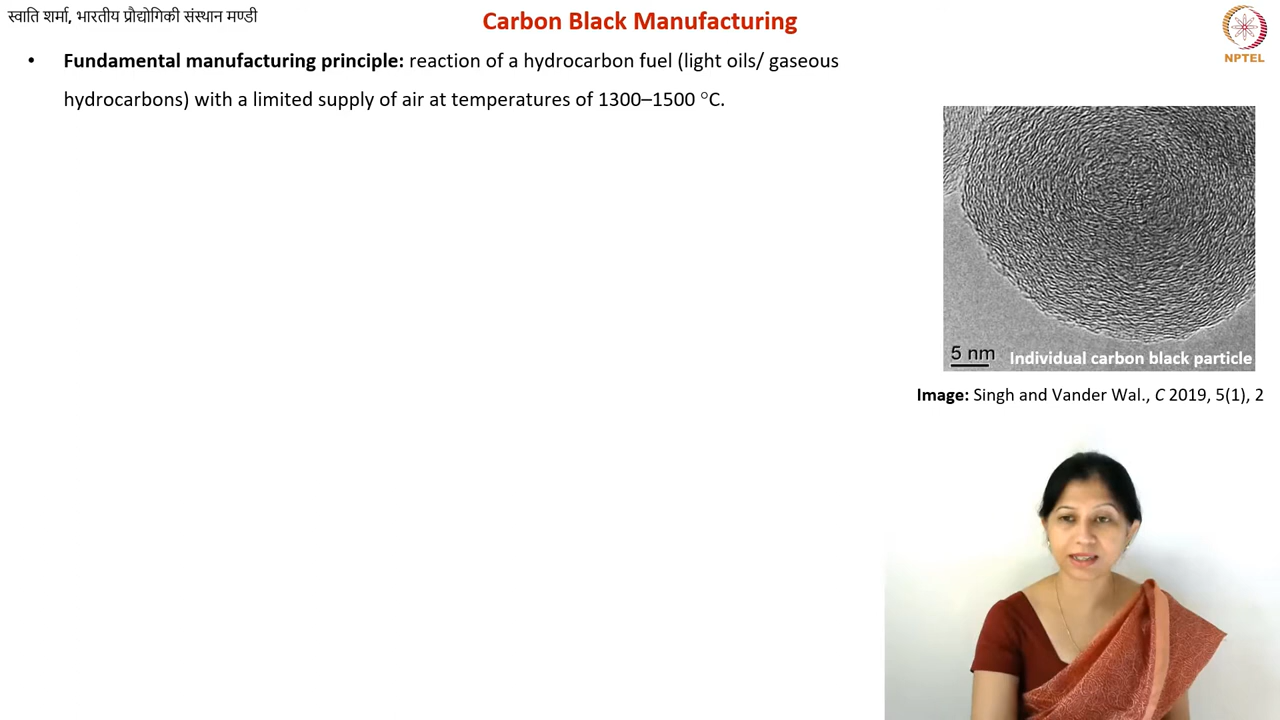 स्वाति शर्मा, भारतीय प्रौद्योगिकी संस्थान मण्डी
Carbon Black Manufacturing
NPTEL
• Fundamental manufacturing principle: reaction of a hydrocarbon fuel (light oils/ gaseous
hydrocarbons) with a limited supply of air at temperatures of 1300–1500 °C.
5 nm
Individual carbon black particle
Image: Singh and Vander Wal., C 2019, 5(1), 2